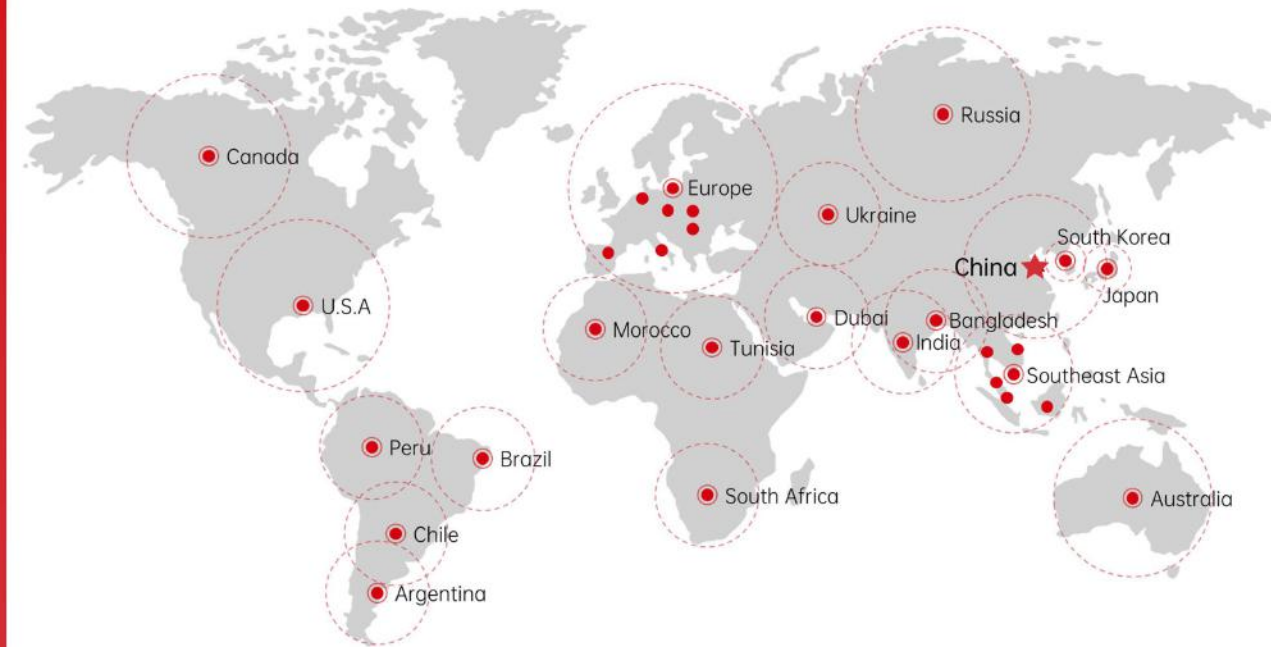 Russia
Canada
Europe
Ukraine
South Korea
China
Japan
U.S.A
Morocco
Dubai
Bangladesh
India
Tunisia
Southeast Asia
Peru
Brazil
South Africa
Australia
Chile
Argentina